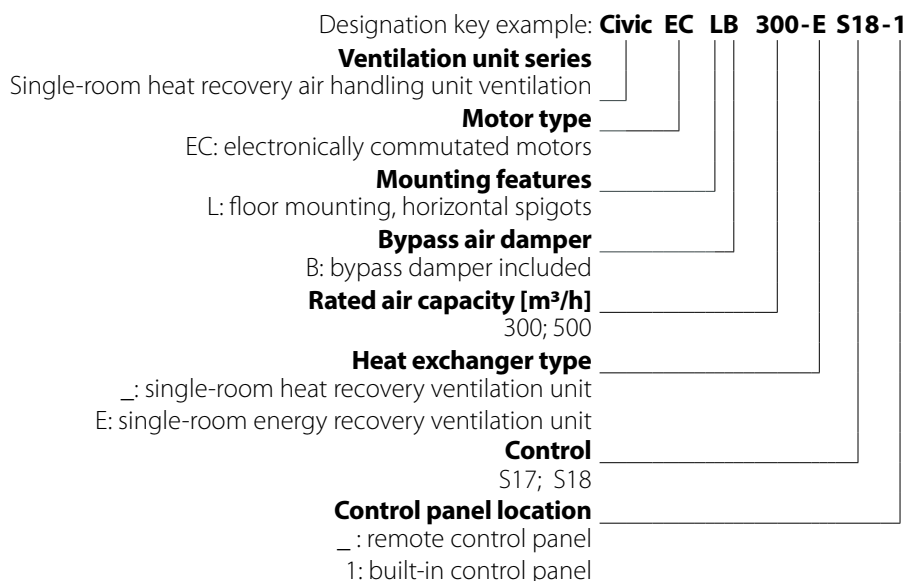 Designation key example: Civic EC LB 300-E S18-1
Ventilation unit series
Single-room heat recovery air handling unit ventilation
Motor type
EC: electronically commutated motors
Mounting features
L: floor mounting, horizontal spigots
Bypass air damper
B: bypass damper included
Rated air capacity [m³/h]
300; 500
Heat exchanger type
_: single-room heat recovery ventilation unit
E: single-room energy recovery ventilation unit
Control
S17; S18
Control panel location
_ : remote control panel
1: built-in control panel